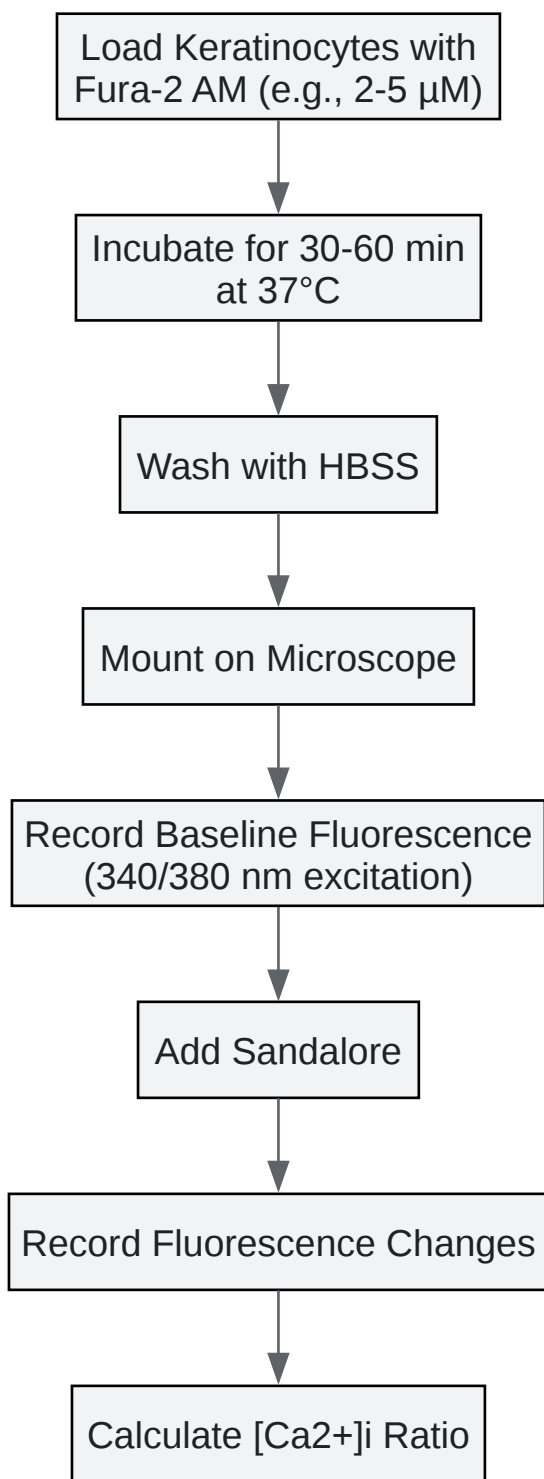 Load Keratinocytes with
Fura-2 AM (e.g., 2-5 µM)
Incubate for 30-60 min
at 37°C
Wash with HBSS
Mount on Microscope
Record Baseline Fluorescence
(340/380 nm excitation)
Add Sandalore
Record Fluorescence Changes
Calculate [Ca2+]i Ratio